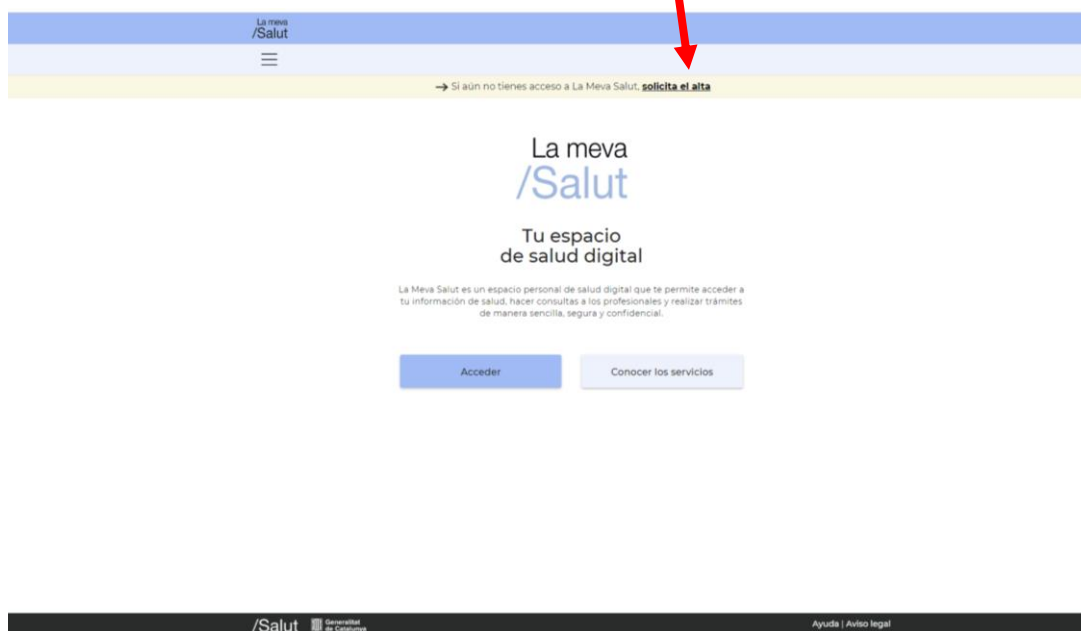 La meva
/Salut
→ Si aún no tienes acceso a La Meva Salut, solicita el alta
La meva
/Salut
Tu espacio
de salud digital
La Meva Salut es un espacio personal de salud digital que te permite acceder a
tu información de salud, hacer consultas a los profesionales y realizar trámites
de manera sencilla, segura y confidencial.
Acceder
Conocer los servicios
/Salut
Generalitat
de Catalunya
Ayuda | Aviso legal